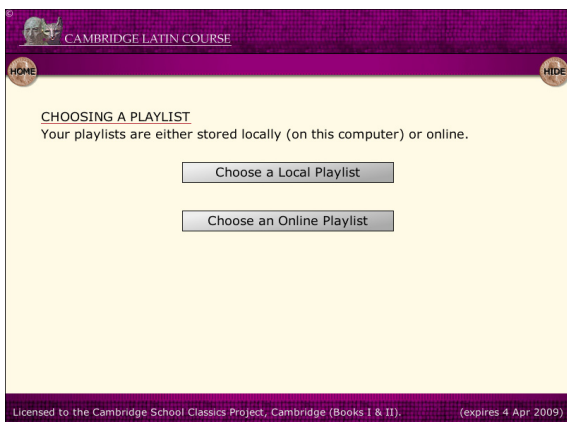 ©
CAMBRIDGE LATIN COURSE
HOME
HIDE
CHOOSING A PLAYLIST
Your playlists are either stored locally (on this computer) or online.
Choose a Local Playlist
Choose an Online Playlist
Licensed to the Cambridge School Classics Project, Cambridge (Books I & II). (expires 4 Apr 2009)